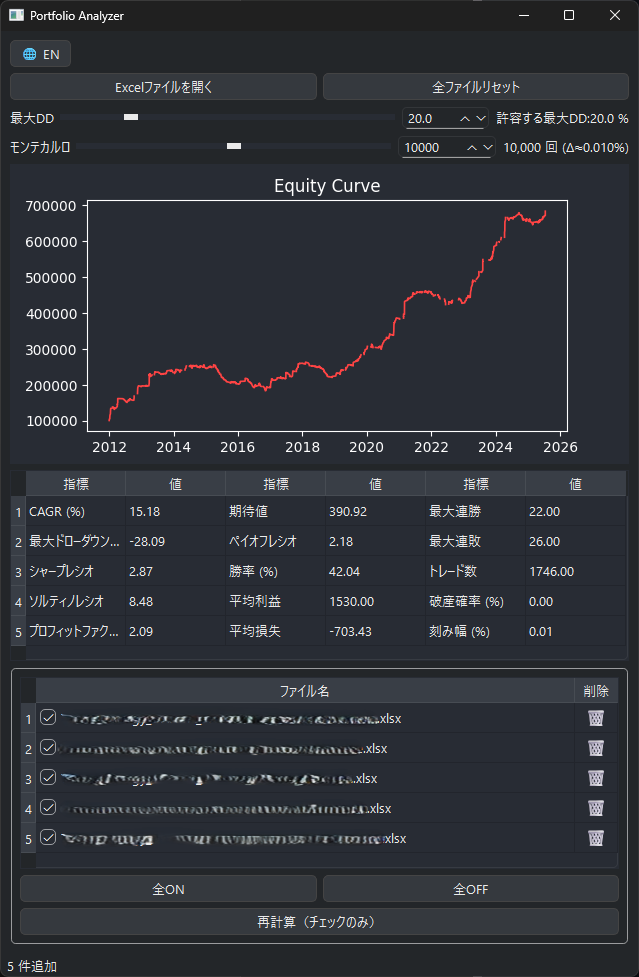 Portfolio Analyzer
EN
Excelファイルを開く 全ファイルリセット
最大DD 20.0 許容する最大DD:20.0 %
モンテカルロ 10000 10,000 回 (Δ≈0.010%)
Equity Curve
700000
600000
500000
400000
300000
200000
100000
2012 2014 2016 2018 2020 2022 2024 2026
指標 値 指標 値 指標 値
1 CAGR (%) 15.18 期待値 390.92 最大連勝 22.00
2 最大ドローダウン... -28.09 ペイオフレシオ 2.18 最大連敗 26.00
3 シャープレシオ 2.87 勝率 (%) 42.04 トレード数 1746.00
4 ソルティノレシオ 8.48 平均利益 1530.00 破産確率 (%) 0.00
5 プロフィットファク... 2.09 平均損失 -703.43 刻み幅 (%) 0.01
ファイル名 削除
1 .xlsx
2 .xlsx
3 .xlsx
4 .xlsx
5 .xlsx
全ON 全OFF
再計算（チェックのみ）
5 件追加